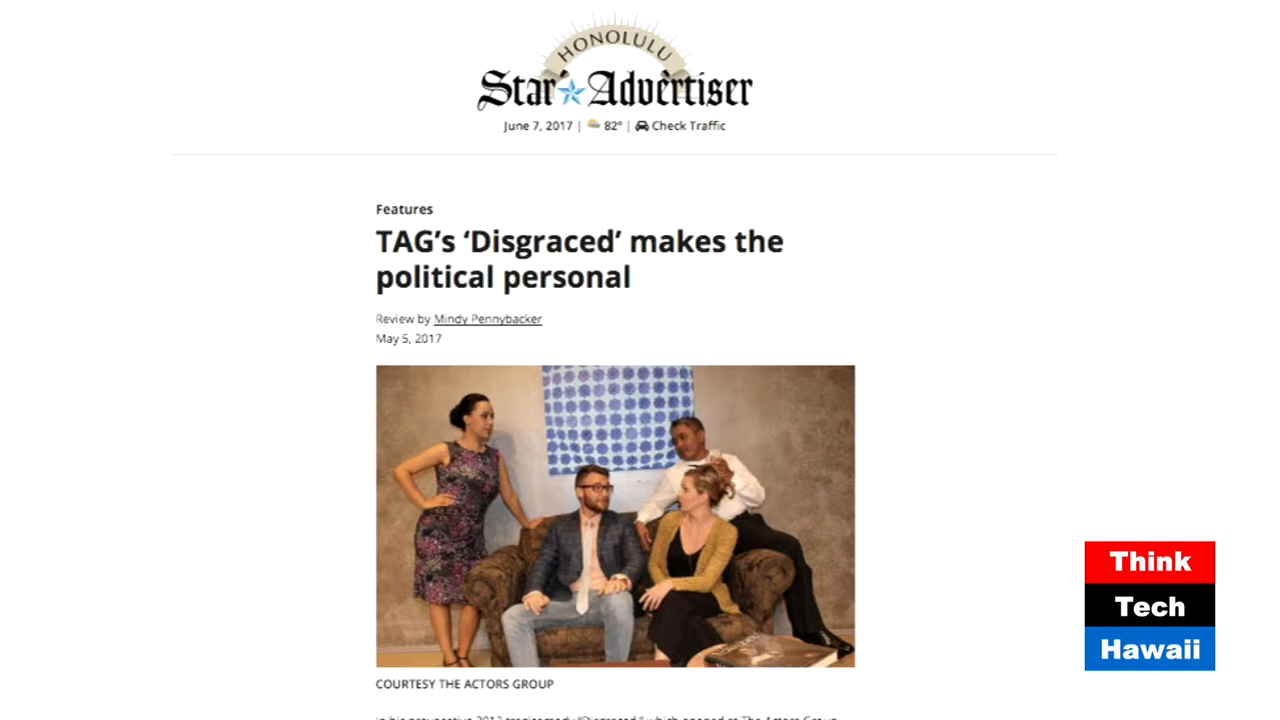 HONOLULU
Star Advertiser
June 7, 2017 | 82° | Check Traffic
Features
TAG's ‘Disgraced’ makes the
political personal
Review by Mindy Pennybacker
May 5, 2017
COURTESY THE ACTORS GROUP
Think
Tech
Hawaii